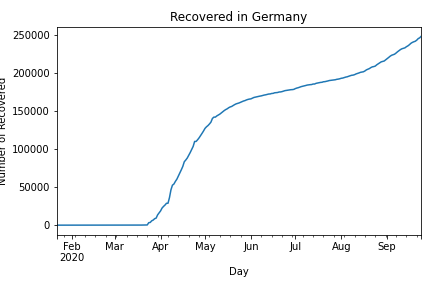 Recovered in Germany
Number of Recovered
250000
200000
150000
100000
50000
0
Feb Mar Apr May Jun Jul Aug Sep
2020
Day